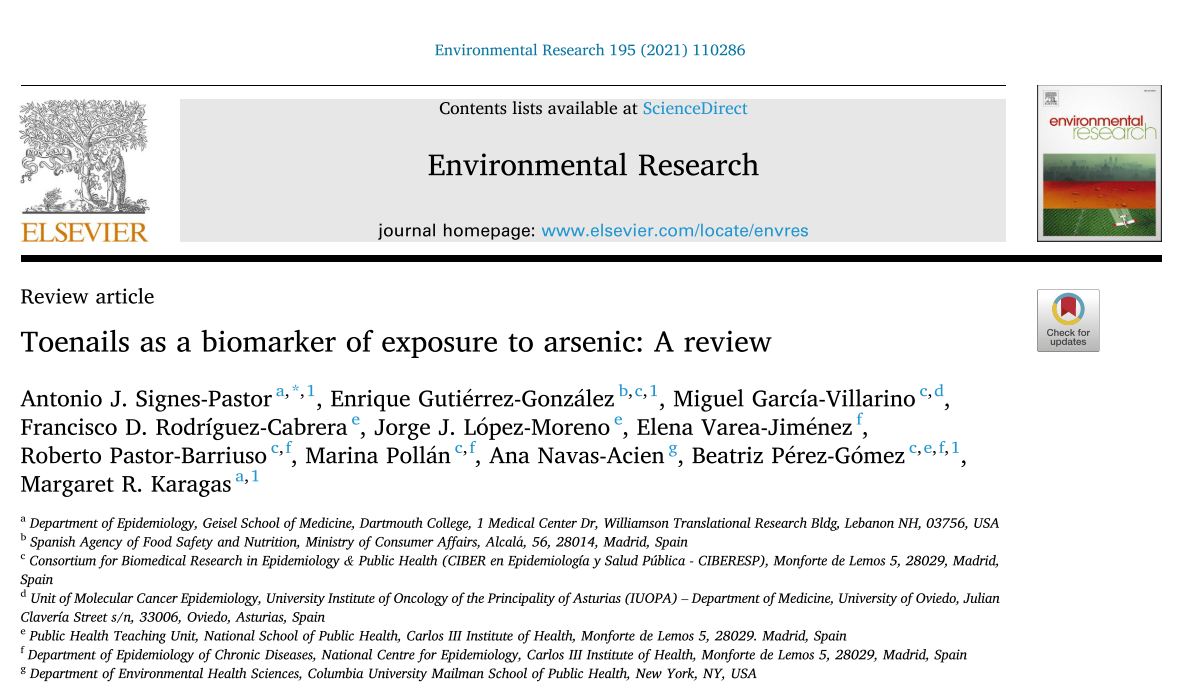 Environmental Research 195 (2021) 110286
Contents lists available at ScienceDirect
Environmental Research
journal homepage: www.elsevier.com/locate/envres
ELSEVIER
environmental
research
Review article
Check for
updates
Toenails as a biomarker of exposure to arsenic: A review
Antonio J. Signes-Pastor a,*,1, Enrique Gutiérrez-González b,c,1, Miguel García-Villarino c,d,
Francisco D. Rodríguez-Cabrera e, Jorge J. López-Moreno e, Elena Varea-Jiménez f,
Roberto Pastor-Barriuso c,f, Marina Pollán c,f, Ana Navas-Acien g, Beatriz Pérez-Gómez c,e,f,1,
Margaret R. Karagas a,1
a Department of Epidemiology, Geisel School of Medicine, Dartmouth College, 1 Medical Center Dr, Williamson Translational Research Bldg, Lebanon NH, 03756, USA
b Spanish Agency of Food Safety and Nutrition, Ministry of Consumer Affairs, Alcalá, 56, 28014, Madrid, Spain
c Consortium for Biomedical Research in Epidemiology & Public Health (CIBER en Epidemiología y Salud Pública - CIBERESP), Monforte de Lemos 5, 28029, Madrid,
Spain
d Unit of Molecular Cancer Epidemiology, University Institute of Oncology of the Principality of Asturias (IUOPA) – Department of Medicine, University of Oviedo, Julian
Clavería Street s/n, 33006, Oviedo, Asturias, Spain
e Public Health Teaching Unit, National School of Public Health, Carlos III Institute of Health, Monforte de Lemos 5, 28029. Madrid, Spain
f Department of Epidemiology of Chronic Diseases, National Centre for Epidemiology, Carlos III Institute of Health, Monforte de Lemos 5, 28029, Madrid, Spain
g Department of Environmental Health Sciences, Columbia University Mailman School of Public Health, New York, NY, USA